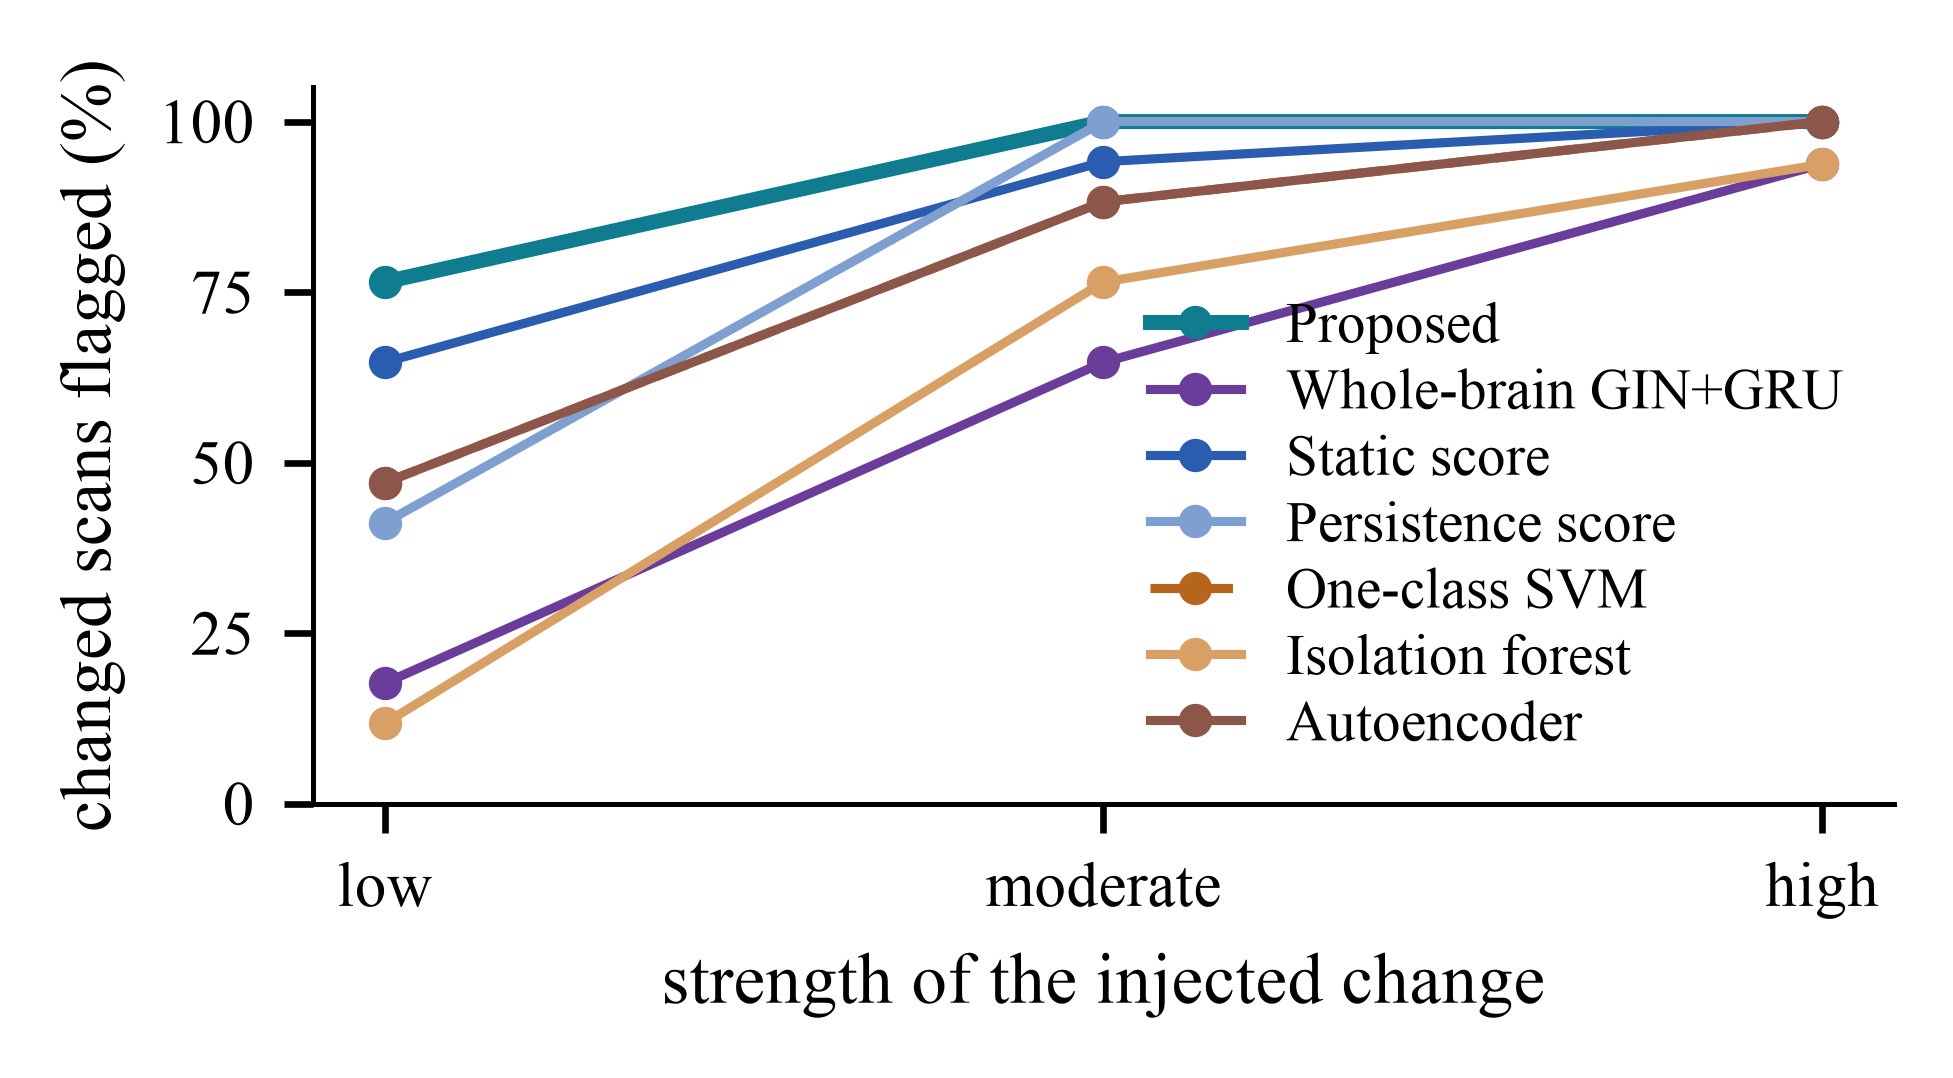 changed scans flagged (%)
100
75
50
25
0
Proposed
Whole-brain GIN+GRU
Static score
Persistence score
One-class SVM
Isolation forest
Autoencoder
low moderate high
strength of the injected change